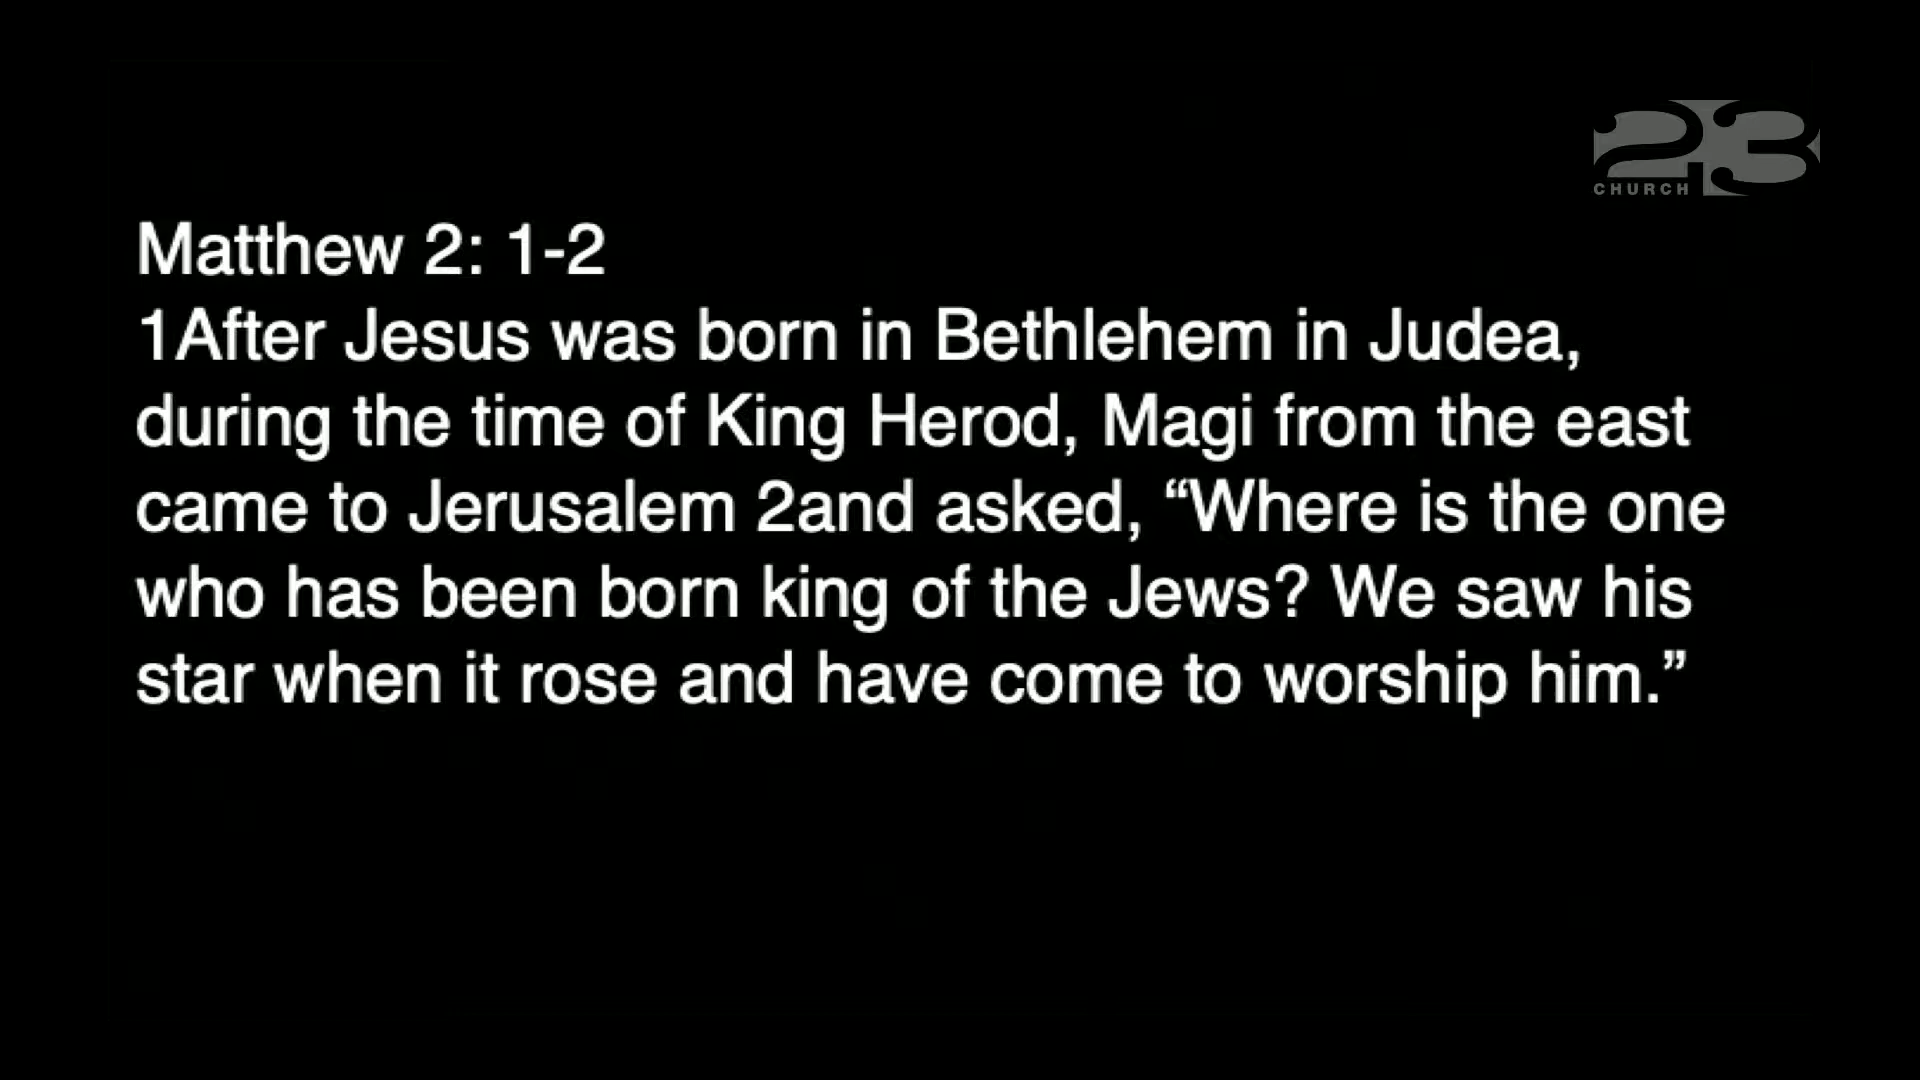 23
CHURCH
Matthew 2: 1-2
1After Jesus was born in Bethlehem in Judea,
during the time of King Herod, Magi from the east
came to Jerusalem 2and asked, “Where is the one
who has been born king of the Jews? We saw his
star when it rose and have come to worship him.”